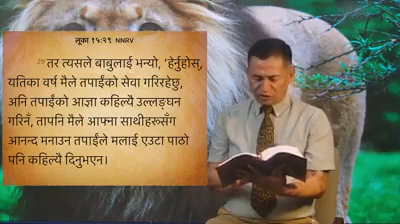 लूका १५:२९ NNRV
२९ तर त्यसले बाबुलाई भन्यो, ‘हेर्नुहोस्,
यतिका वर्ष मैले तपाईंको सेवा गरिरहेछु,
अनि तपाईंको आज्ञा कहिल्यै उल्लङ्घन
गरिनँ, तापनि मैले आफ्ना साथीहरूसँग
आनन्द मनाउन तपाईंले मलाई एउटा पाठो
पनि कहिल्यै दिनुभएन।